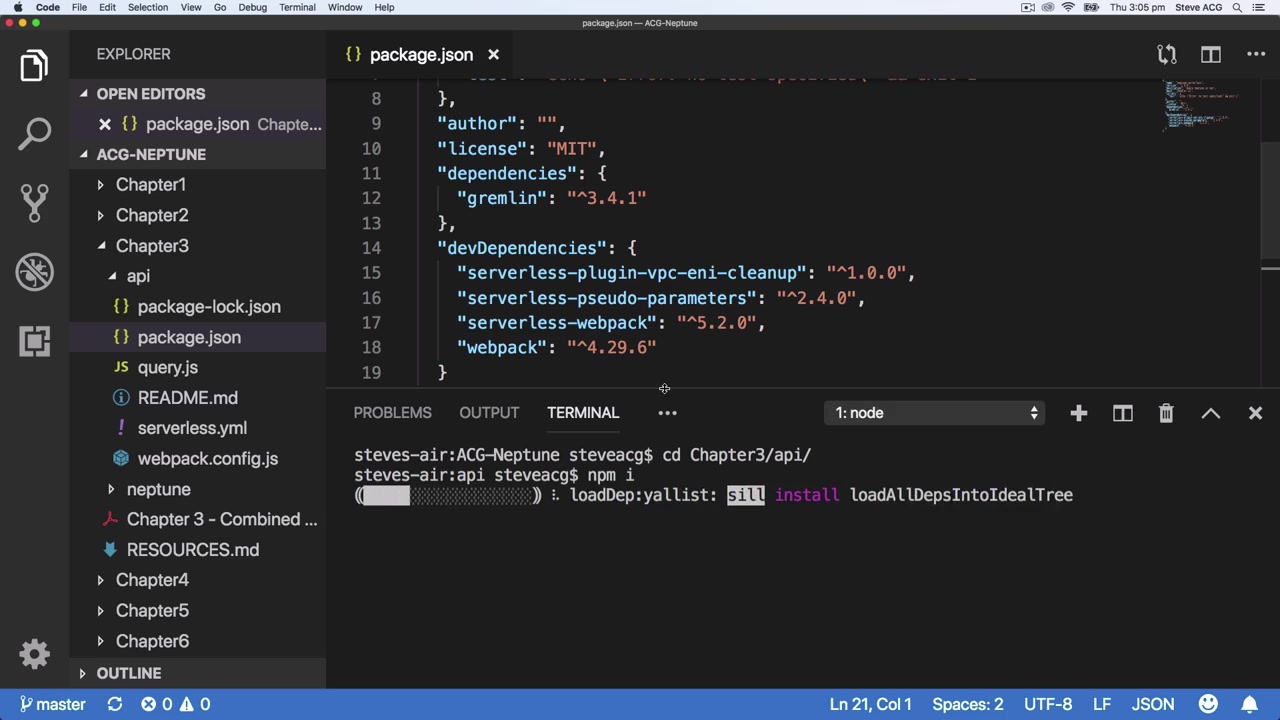 Code File Edit Selection View Go Debug Terminal Window Help Thu 3:05 pm Steve ACG
package.json — ACG-Neptune
EXPLORER
OPEN EDITORS
{} package.json Chapte...
ACG-NEPTUNE
Chapter1
Chapter2
Chapter3
api
{} package-lock.json
{} package.json
JS query.js
README.md
! serverless.yml
webpack.config.js
neptune
Chapter 3 - Combined ...
RESOURCES.md
Chapter4
Chapter5
Chapter6
OUTLINE
{} package.json
8 },
9 "author": "",
10 "license": "MIT",
11 "dependencies": {
12 "gremlin": "^3.4.1"
13 },
14 "devDependencies": {
15 "serverless-plugin-vpc-eni-cleanup": "^1.0.0",
16 "serverless-pseudo-parameters": "^2.4.0",
17 "serverless-webpack": "^5.2.0",
18 "webpack": "^4.29.6"
19 }
PROBLEMS OUTPUT TERMINAL ... 1: node
steves-air:ACG-Neptune steveacg$ cd Chapter3/api/
steves-air:api steveacg$ npm i
loadDep:yallist: sill install loadAllDepsIntoIdealTree
master 0 0 Ln 21, Col 1 Spaces: 2 UTF-8 LF JSON